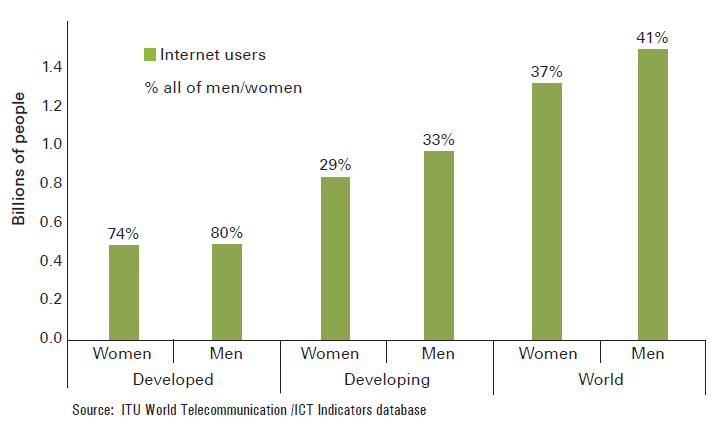 Billions of people
1.4
1.2
1.0
0.8
0.6
0.4
0.2
0.0
Internet users
% all of men/women
74%
80%
29%
33%
37%
41%
Women Men Women Men Women Men
Developed Developing World
Source: ITU World Telecommunication /ICT Indicators database